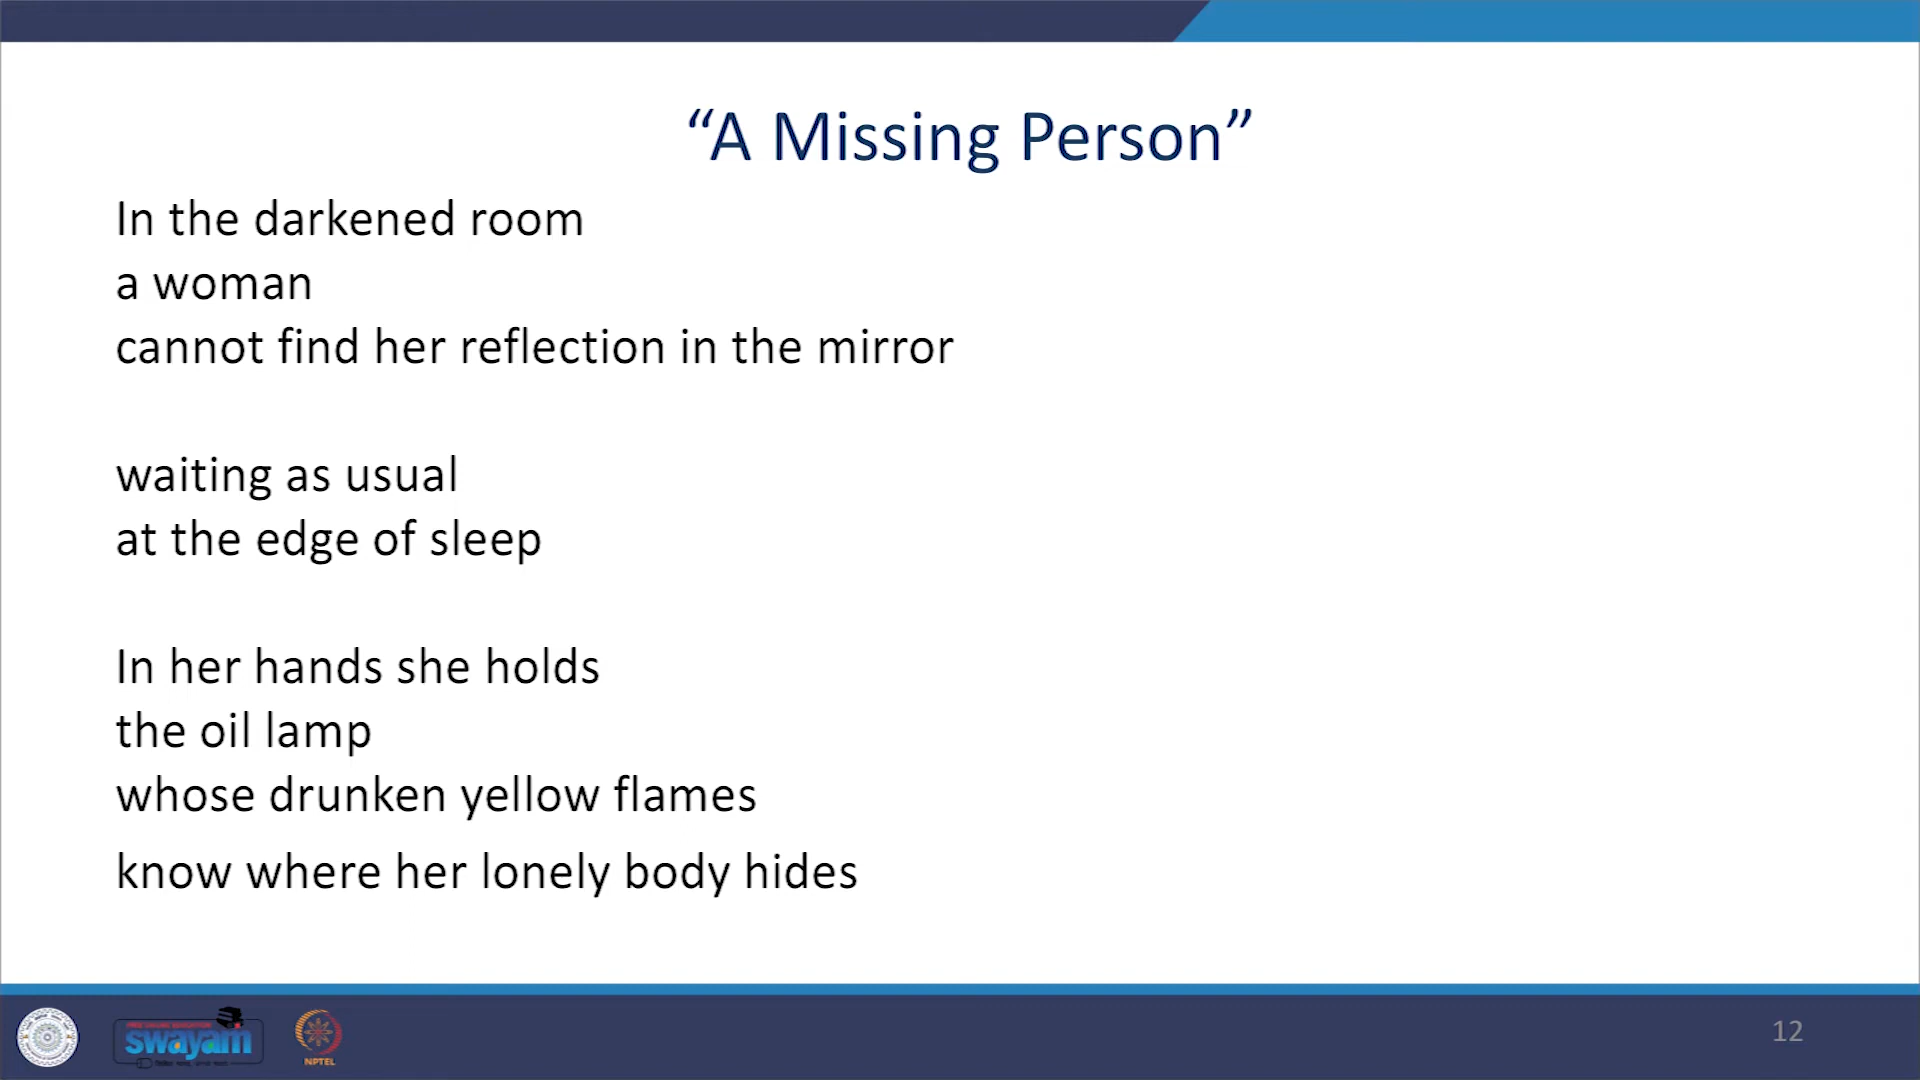 “A Missing Person”
In the darkened room
a woman
cannot find her reflection in the mirror
waiting as usual
at the edge of sleep
In her hands she holds
the oil lamp
whose drunken yellow flames
know where her lonely body hides
swayam
NPTEL
12